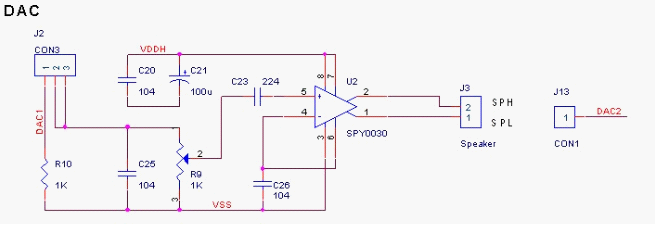 DAC
J2
CON3
1 2 3
VDDH
C20
104
C21
100u
C23 224
8 7
U2
5
+
2
4
-
1
SPY0030
3 6
J3
2
1
SPH
SPL
Speaker
J13
1
DAC2
CON1
DAC1
R10
1K
C25
104
2
R9
1K
3
C26
104
VSS